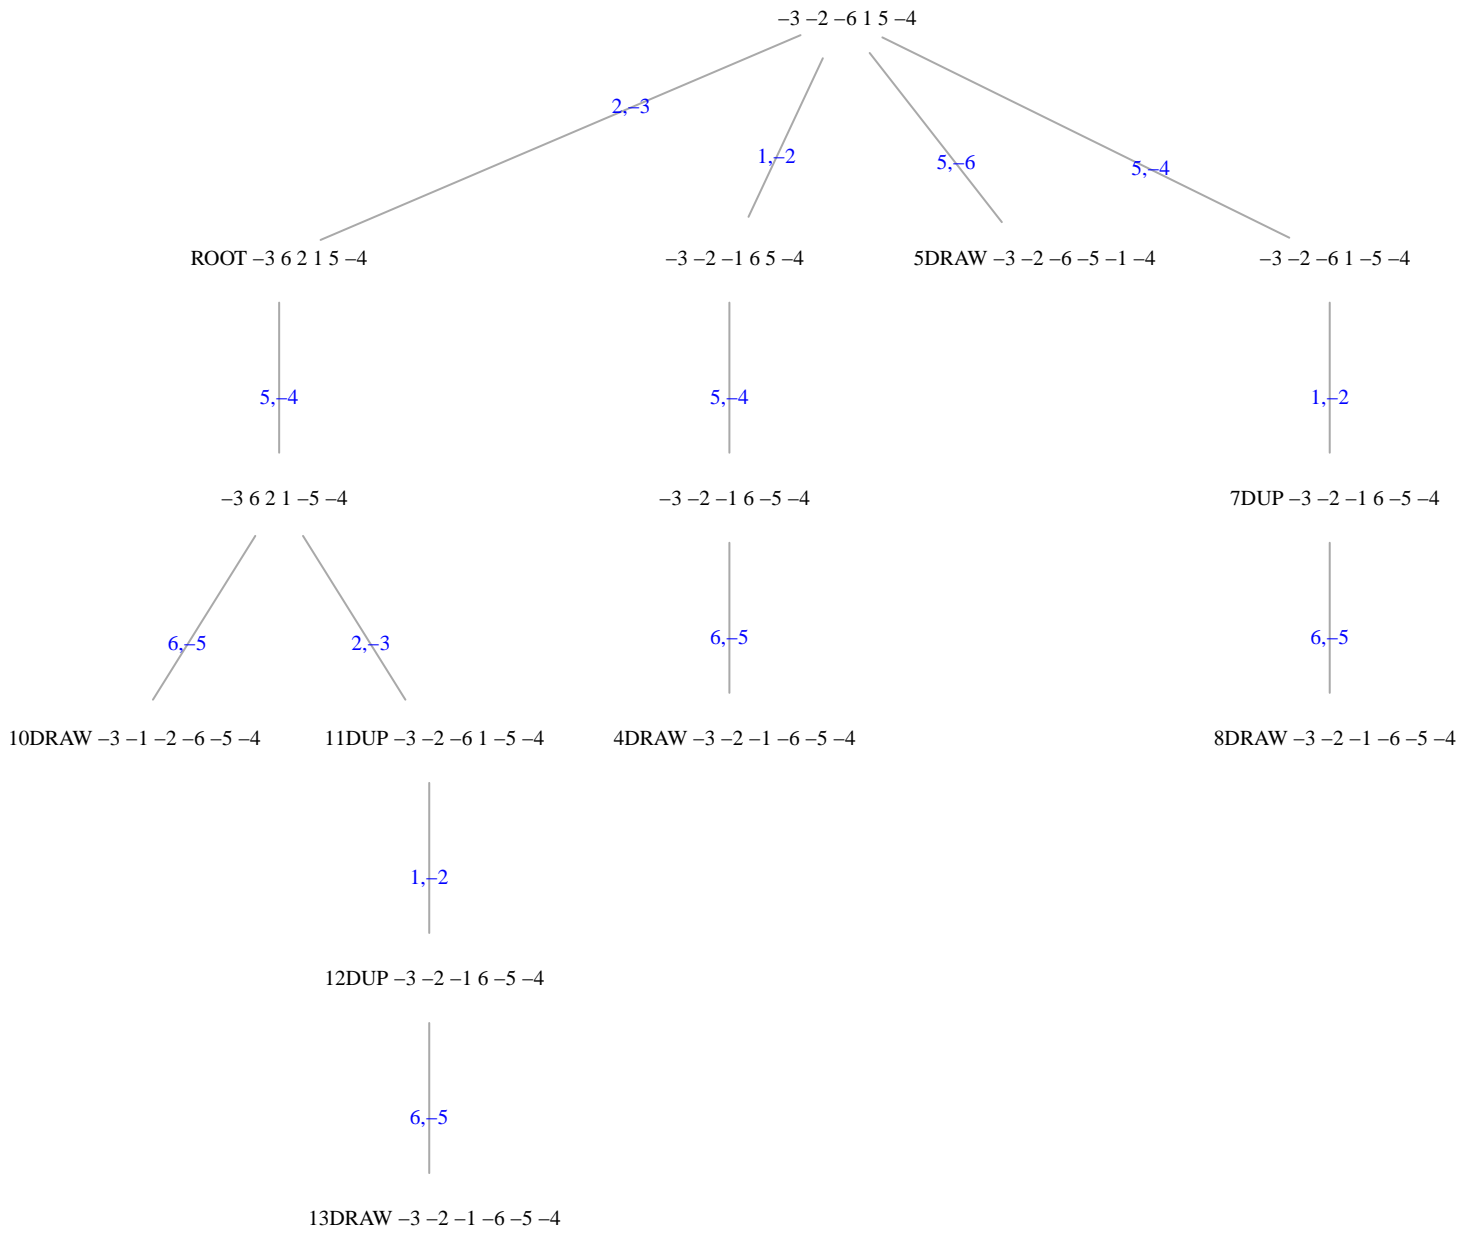 −3 −2 −6 1 5 −4
2,−3
1,−2
5,−6
5,−4
ROOT −3 6 2 1 5 −4
−3 −2 −1 6 5 −4
5DRAW −3 −2 −6 −5 −1 −4
−3 −2 −6 1 −5 −4
5,−4
5,−4
1,−2
−3 6 2 1 −5 −4
−3 −2 −1 6 −5 −4
7DUP −3 −2 −1 6 −5 −4
6,−5
2,−3
6,−5
6,−5
10DRAW −3 −1 −2 −6 −5 −4
11DUP −3 −2 −6 1 −5 −4
4DRAW −3 −2 −1 −6 −5 −4
8DRAW −3 −2 −1 −6 −5 −4
1,−2
12DUP −3 −2 −1 6 −5 −4
6,−5
13DRAW −3 −2 −1 −6 −5 −4